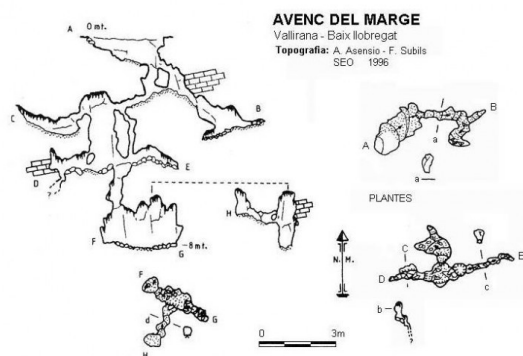 AVENC DEL MARGE
Vallirana - Baix llobregat
Topografia: A. Asensio - F. Subils
SEO 1996
A 0 mt.
C
B
D
?
E
F
-8 mt.
G
H
A
B
a
a
PLANTES
N. M.
C
D
E
c
b
?
F
d
G
H
0 3m